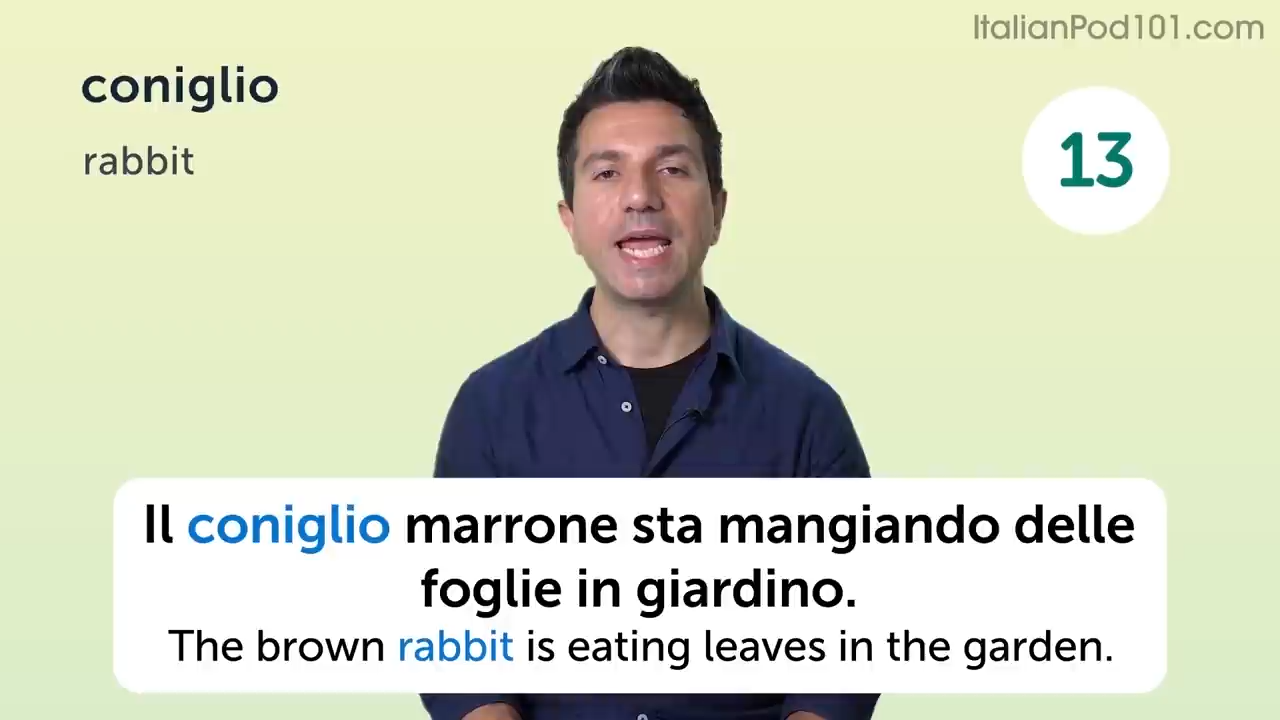 ItalianPod101.com
coniglio
rabbit
13
Il coniglio marrone sta mangiando delle
foglie in giardino.
The brown rabbit is eating leaves in the garden.